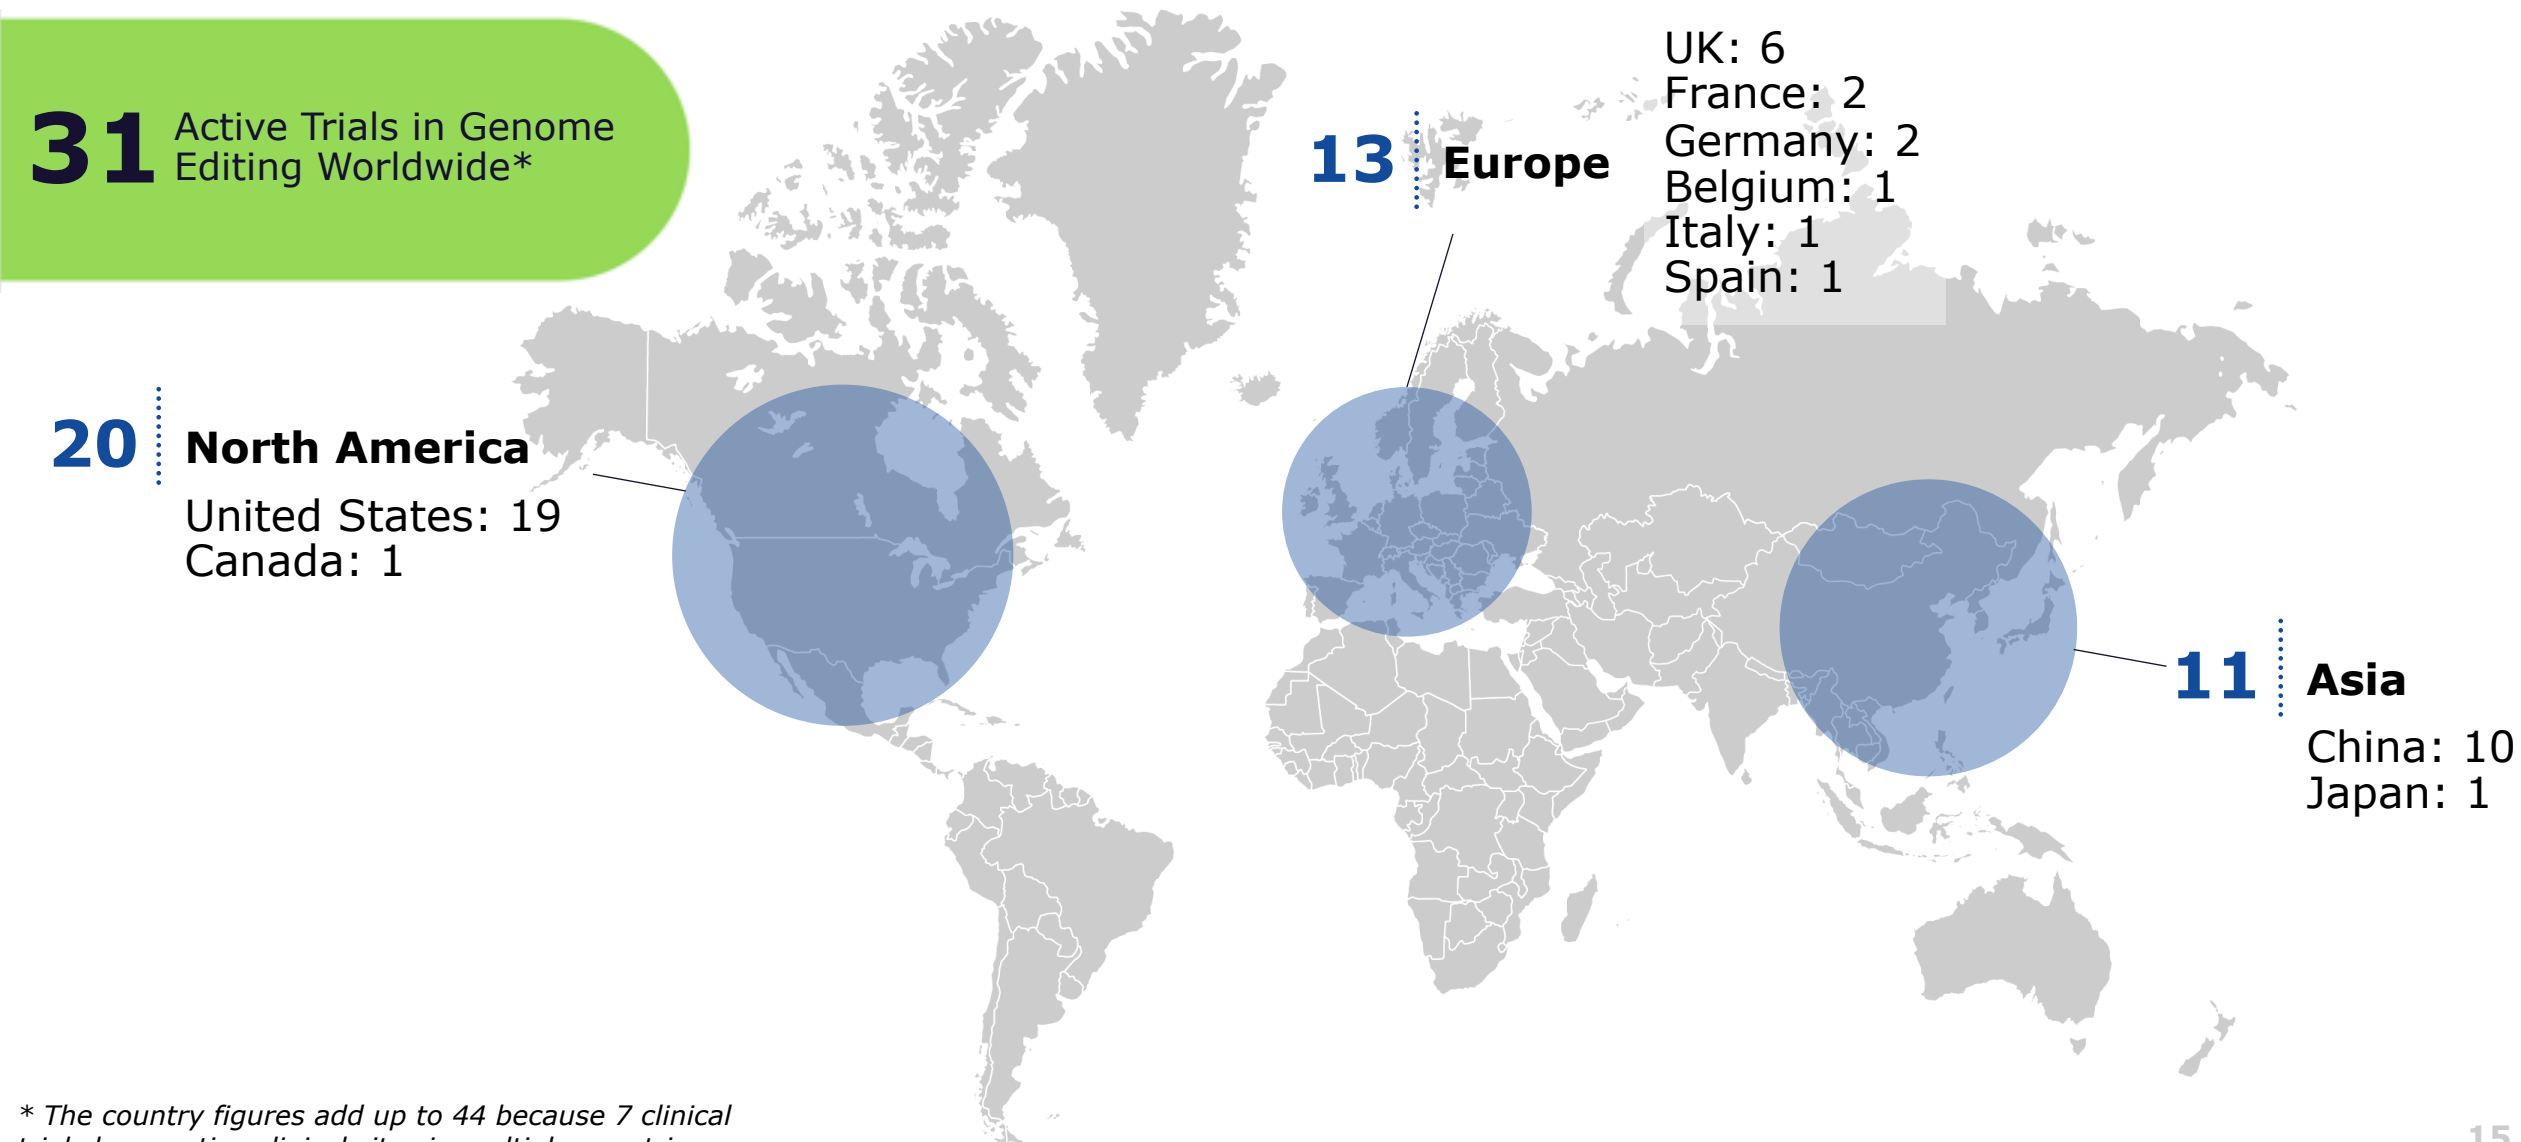 31 Active Trials in Genome
Editing Worldwide*
13 Europe
UK: 6
France: 2
Germany: 2
Belgium: 1
Italy: 1
Spain: 1
20 North America
United States: 19
Canada: 1
11 Asia
China: 10
Japan: 1
* The country figures add up to 44 because 7 clinical
15